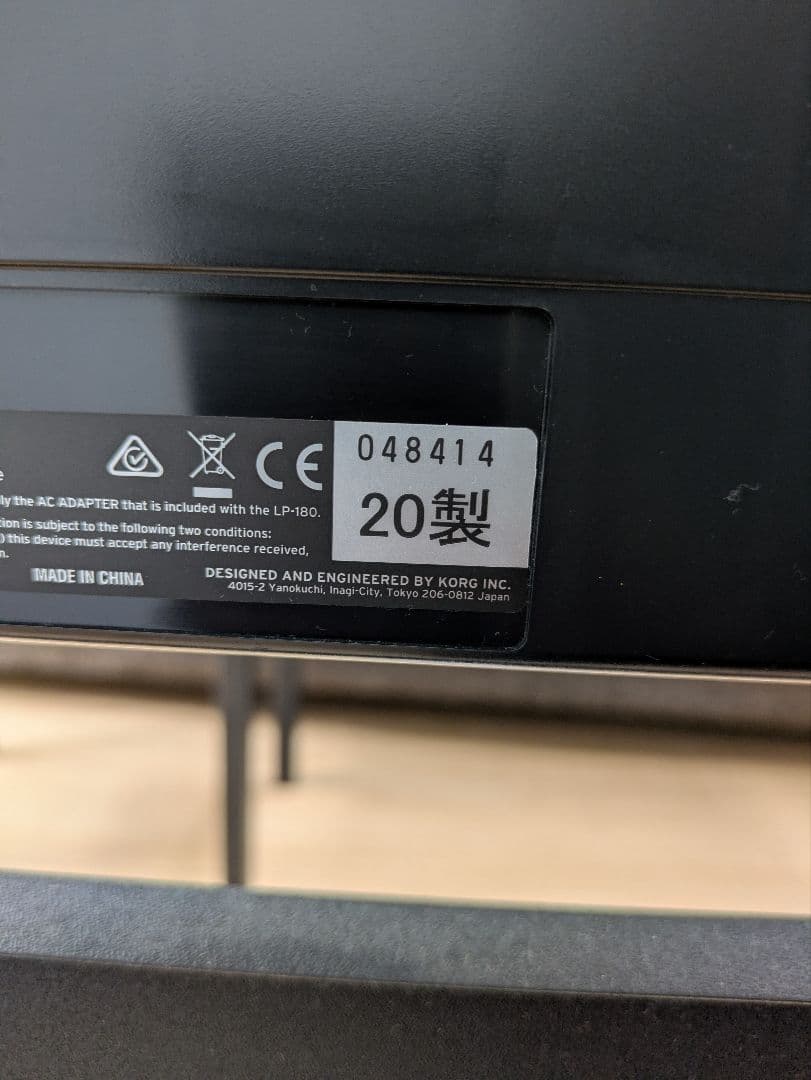 048414
20製
CE
ly the AC ADAPTER that is included with the LP-180.
tion is subject to the following two conditions:
) this device must accept any interference received,
n.
MADE IN CHINA
DESIGNED AND ENGINEERED BY KORG INC.
4015-2 Yanokuchi, Inagi-City, Tokyo 206-0812 Japan